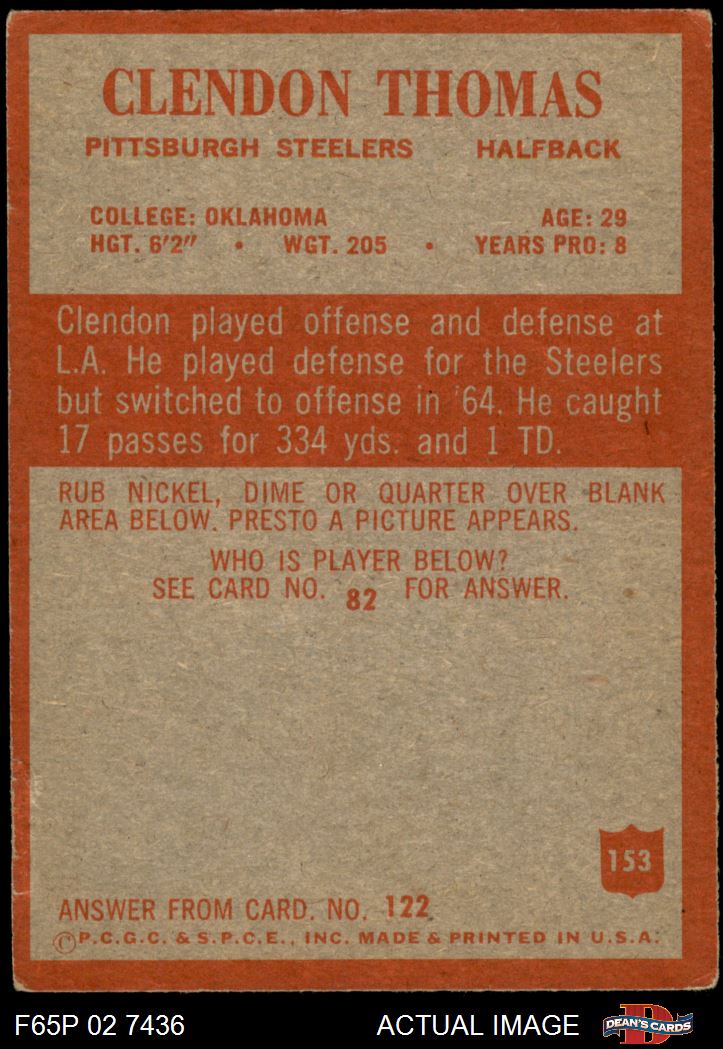 CLENDON THOMAS
PITTSBURGH STEELERS HALFBACK
COLLEGE: OKLAHOMA AGE: 29
HGT. 6'2" • WGT. 205 • YEARS PRO: 8
Clendon played offense and defense at
L.A. He played defense for the Steelers
but switched to offense in '64. He caught
17 passes for 334 yds. and 1 TD.
RUB NICKEL, DIME OR QUARTER OVER BLANK
AREA BELOW. PRESTO A PICTURE APPEARS.
WHO IS PLAYER BELOW?
SEE CARD NO. 82 FOR ANSWER.
153
ANSWER FROM CARD. NO. 122
©P.C.G.C. & S.P.C.E., INC. MADE & PRINTED IN U.S.A.
F65P 02 7436 ACTUAL IMAGE D DEAN'S CARDS